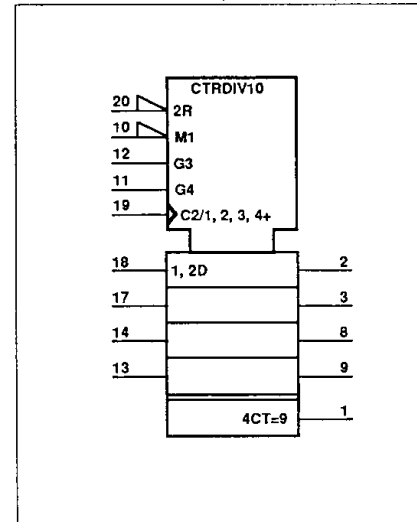 CTRDIV10
20 2R
10 M1
12 G3
11 G4
19 C2/1, 2, 3, 4+
18 1, 2D 2
17 3
14 8
13 9
4CT=9 1